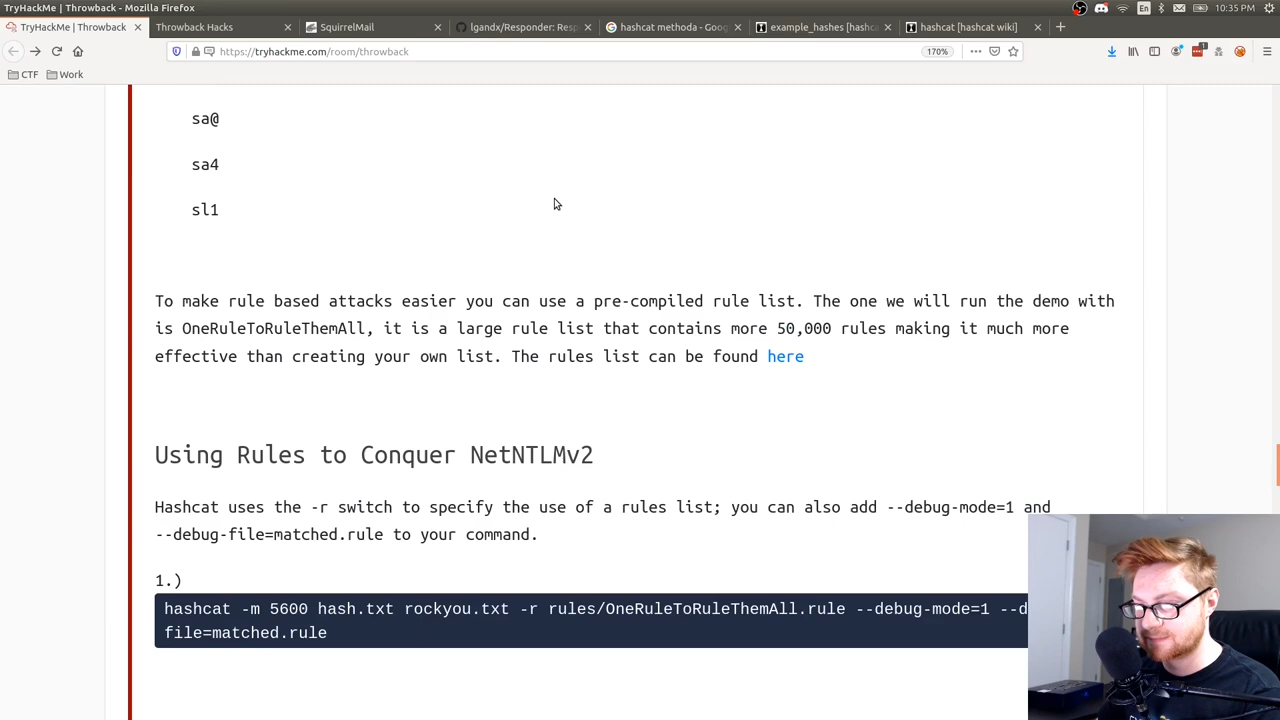 TryHackMe | Throwback - Mozilla Firefox
En
10:35 PM
TryHackMe | Throwback
Throwback Hacks
SquirrelMail
lgandx/Responder: Resp
hashcat methoda - Goog
example_hashes [hashca
hashcat [hashcat wiki]
https://tryhackme.com/room/throwback
170%
1
CTF
Work
sa@
sa4
sl1
To make rule based attacks easier you can use a pre-compiled rule list. The one we will run the demo with
is OneRuleToRuleThemAll, it is a large rule list that contains more 50,000 rules making it much more
effective than creating your own list. The rules list can be found here
Using Rules to Conquer NetNTLMv2
Hashcat uses the -r switch to specify the use of a rules list; you can also add --debug-mode=1 and
--debug-file=matched.rule to your command.
1.)
hashcat -m 5600 hash.txt rockyou.txt -r rules/OneRuleToRuleThemAll.rule --debug-mode=1 --d
file=matched.rule